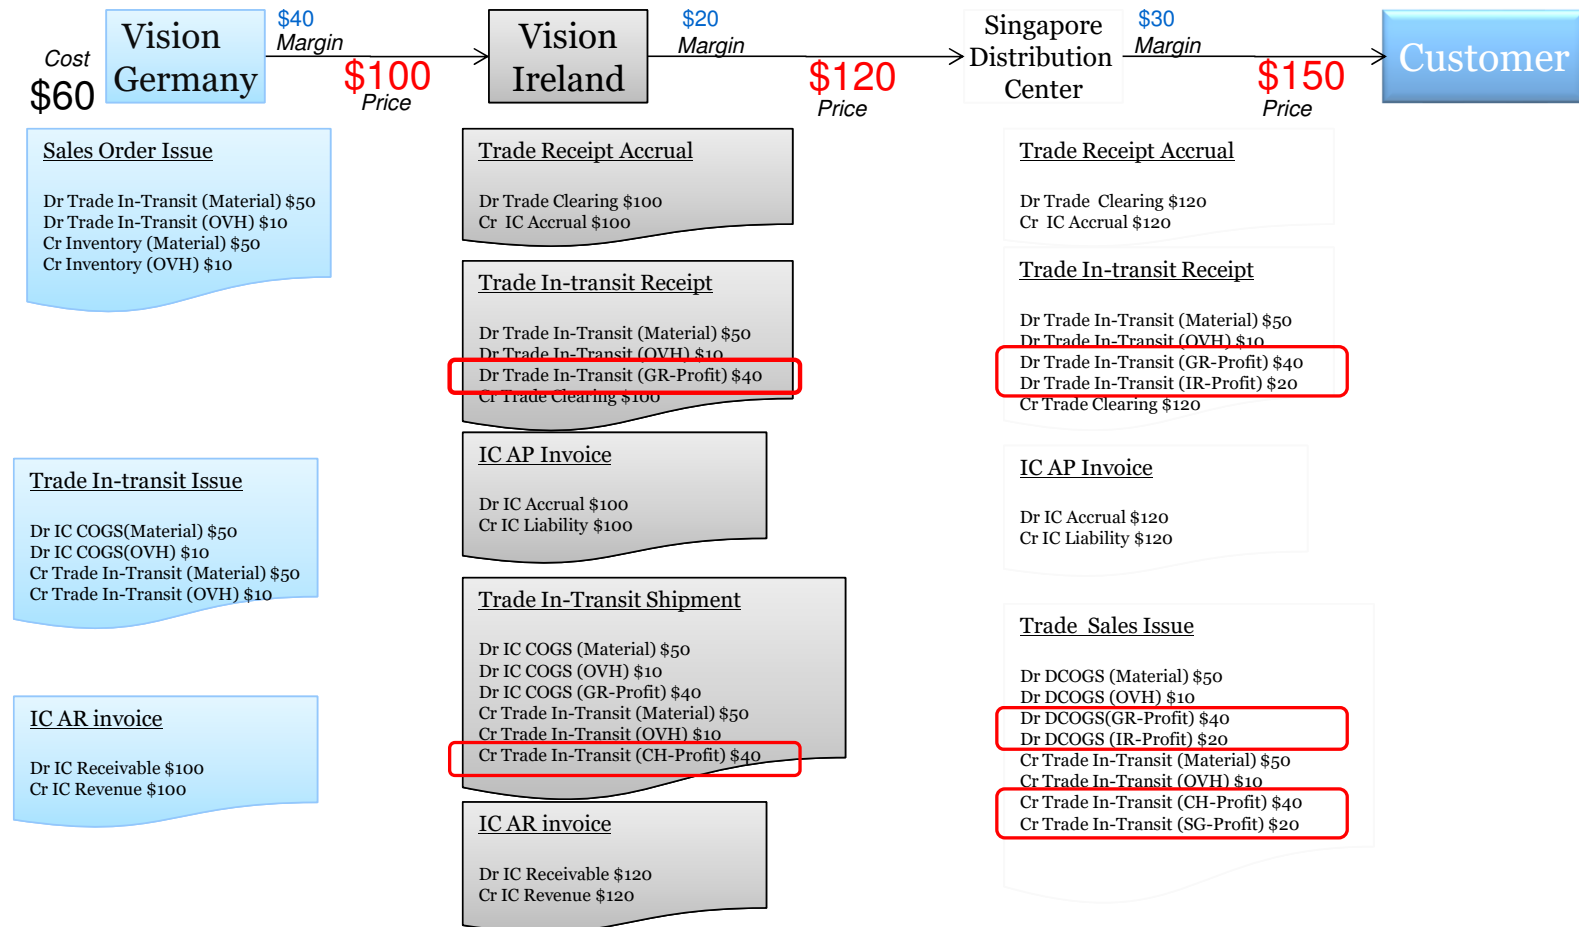 Cost
$60
Vision
Germany
$40
Margin
$100
Price
Vision
Ireland
$20
Margin
$120
Price
Singapore
Distribution
Center
$30
Margin
$150
Price
Customer
Sales Order Issue
Dr Trade In-Transit (Material) $50
Dr Trade In-Transit (OVH) $10
Cr Inventory (Material) $50
Cr Inventory (OVH) $10
Trade In-transit Issue
Dr IC COGS(Material) $50
Dr IC COGS(OVH) $10
Cr Trade In-Transit (Material) $50
Cr Trade In-Transit (OVH) $10
IC AR invoice
Dr IC Receivable $100
Cr IC Revenue $100
Trade Receipt Accrual
Dr Trade Clearing $100
Cr IC Accrual $100
Trade In-transit Receipt
Dr Trade In-Transit (Material) $50
Dr Trade In-Transit (OVH) $10
Dr Trade In-Transit (GR-Profit) $40
Cr Trade Clearing $100
IC AP Invoice
Dr IC Accrual $100
Cr IC Liability $100
Trade In-Transit Shipment
Dr IC COGS (Material) $50
Dr IC COGS (OVH) $10
Dr IC COGS (GR-Profit) $40
Cr Trade In-Transit (Material) $50
Cr Trade In-Transit (OVH) $10
Cr Trade In-Transit (CH-Profit) $40
IC AR invoice
Dr IC Receivable $120
Cr IC Revenue $120
Trade Receipt Accrual
Dr Trade Clearing $120
Cr IC Accrual $120
Trade In-transit Receipt
Dr Trade In-Transit (Material) $50
Dr Trade In-Transit (OVH) $10
Dr Trade In-Transit (GR-Profit) $40
Dr Trade In-Transit (IR-Profit) $20
Cr Trade Clearing $120
IC AP Invoice
Dr IC Accrual $120
Cr IC Liability $120
Trade Sales Issue
Dr DCOGS (Material) $50
Dr DCOGS (OVH) $10
Dr DCOGS(GR-Profit) $40
Dr DCOGS (IR-Profit) $20
Cr Trade In-Transit (Material) $50
Cr Trade In-Transit (OVH) $10
Cr Trade In-Transit (CH-Profit) $40
Cr Trade In-Transit (SG-Profit) $20